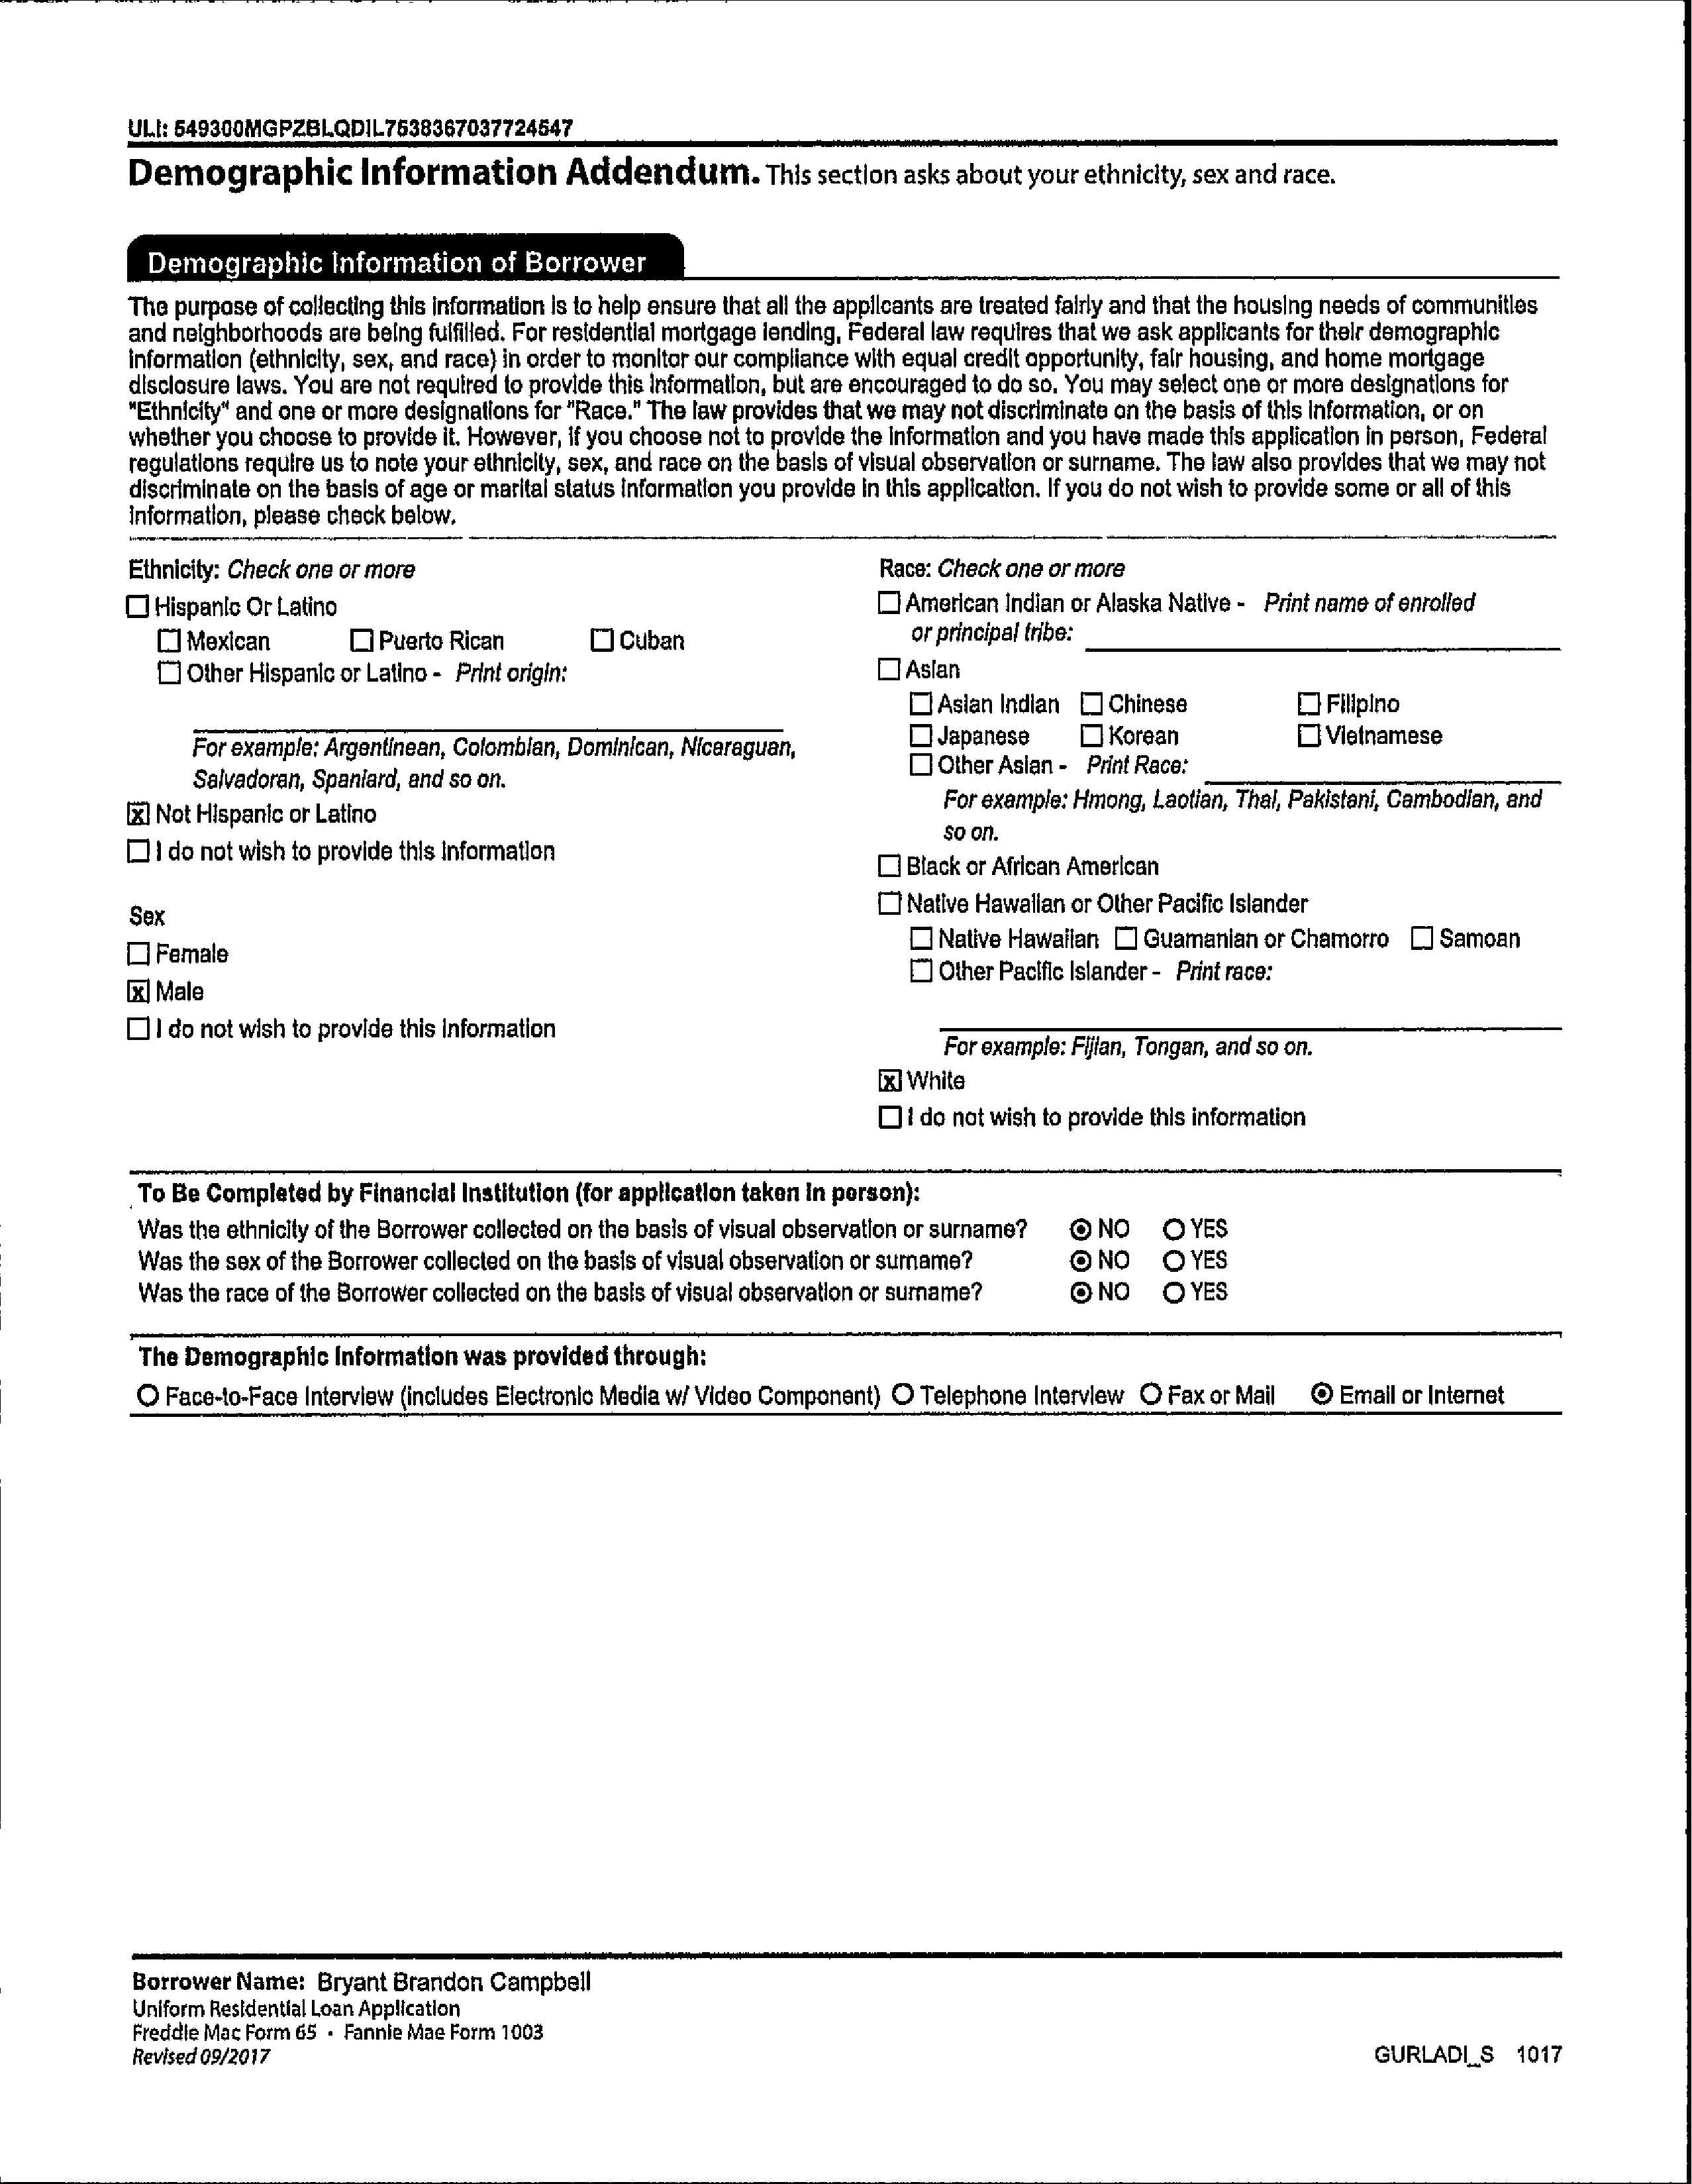 ULI: 549300MGPZBLQDIL7538367037724547
Demographic Information Addendum. This section asks about your ethnicity, sex and race.
Demographic Information of Borrower
The purpose of collecting this information is to help ensure that all the applicants are treated fairly and that the housing needs of communities
and neighborhoods are being fulfilled. For residential mortgage lending, Federal law requires that we ask applicants for their demographic
information (ethnicity, sex, and race) in order to monitor our compliance with equal credit opportunity, fair housing, and home mortgage
disclosure laws. You are not required to provide this information, but are encouraged to do so. You may select one or more designations for
"Ethnicity" and one or more designations for "Race." The law provides that we may not discriminate on the basis of this information, or on
whether you choose to provide it. However, if you choose not to provide the information and you have made this application in person, Federal
regulations require us to note your ethnicity, sex, and race on the basis of visual observation or surname. The law also provides that we may not
discriminate on the basis of age or marital status information you provide in this application. If you do not wish to provide some or all of this
information, please check below.
Ethnicity: Check one or more
☐ Hispanic Or Latino
☐ Mexican ☐ Puerto Rican ☐ Cuban
☐ Other Hispanic or Latino - Print origin:
For example: Argentinean, Colombian, Dominican, Nicaraguan,
Salvadoran, Spaniard, and so on.
☒ Not Hispanic or Latino
☐ I do not wish to provide this information
Sex
☐ Female
☒ Male
☐ I do not wish to provide this information
Race: Check one or more
☐ American Indian or Alaska Native - Print name of enrolled
or principal tribe:
☐ Asian
☐ Asian Indian ☐ Chinese ☐ Filipino
☐ Japanese ☐ Korean ☐ Vietnamese
☐ Other Asian - Print Race:
For example: Hmong, Laotian, Thai, Pakistani, Cambodian, and
so on.
☐ Black or African American
☐ Native Hawaiian or Other Pacific Islander
☐ Native Hawaiian ☐ Guamanian or Chamorro ☐ Samoan
☐ Other Pacific Islander - Print race:
For example: Fijian, Tongan, and so on.
☒ White
☐ I do not wish to provide this information
To Be Completed by Financial Institution (for application taken in person):
Was the ethnicity of the Borrower collected on the basis of visual observation or surname? ◉ NO ○ YES
Was the sex of the Borrower collected on the basis of visual observation or surname? ◉ NO ○ YES
Was the race of the Borrower collected on the basis of visual observation or surname? ◉ NO ○ YES
The Demographic Information was provided through:
○ Face-to-Face Interview (includes Electronic Media w/ Video Component) ○ Telephone Interview ○ Fax or Mail ◉ Email or Internet
Borrower Name: Bryant Brandon Campbell
Uniform Residential Loan Application
Freddie Mac Form 65 • Fannie Mae Form 1003
Revised 09/2017
GURLADI_S 1017